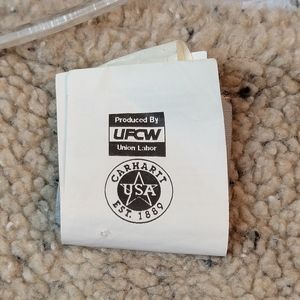 Produced By
UFCW
Union Labor
CARHARTT
USA
EST. 1889